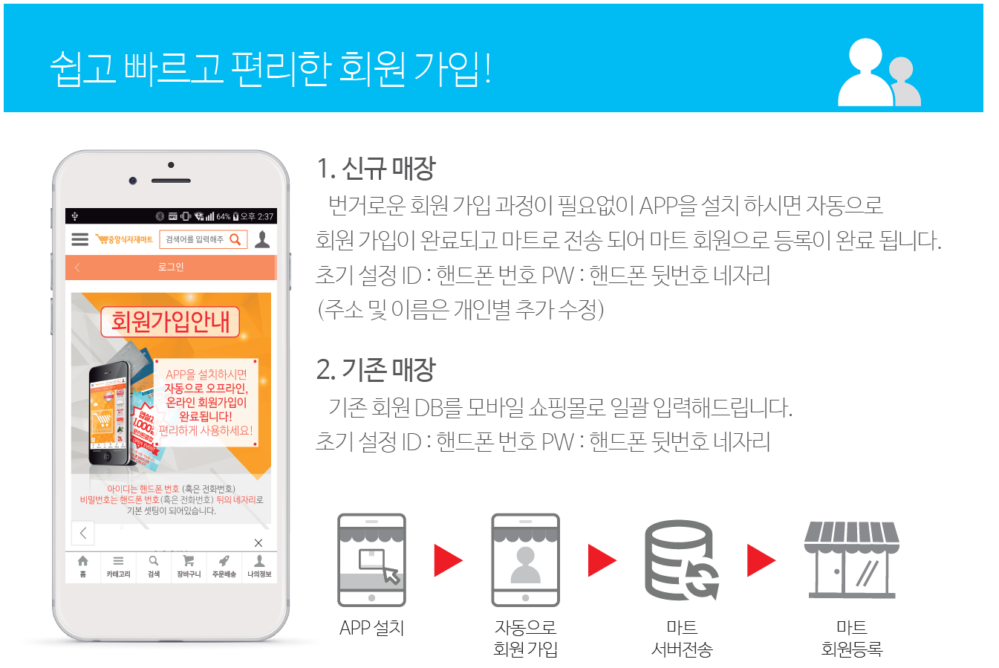 쉽고 빠르고 편리한 회원 가입!
1. 신규 매장
번거로운 회원 가입 과정이 필요없이 APP을 설치 하시면 자동으로
회원 가입이 완료되고 마트로 전송 되어 마트 회원으로 등록이 완료 됩니다.
초기 설정 ID : 핸드폰 번호 PW : 핸드폰 뒷번호 네자리
(주소 및 이름은 개인별 추가 수정)
2. 기존 매장
기존 회원 DB를 모바일 쇼핑몰로 일괄 입력해드립니다.
초기 설정 ID : 핸드폰 번호 PW : 핸드폰 뒷번호 네자리
64% 오후 2:37
중앙식자재마트 검색어를 입력해주
로그인
회원가입안내
APP을 설치하시면
자동으로 오프라인,
온라인 회원가입이
완료됩니다!
편리하게 사용하세요!
앱설치
1,000
포인트증정
OPEN EVENT
아이디는 핸드폰 번호 (혹은 전화번호)
비밀번호는 핸드폰 번호(혹은 전화번호) 뒤의 네자리로
기본 셋팅이 되어있습니다.
홈 카테고리 검색 장바구니 주문배송 나의정보
APP 설치
자동으로
회원 가입
마트
서버전송
마트
회원등록